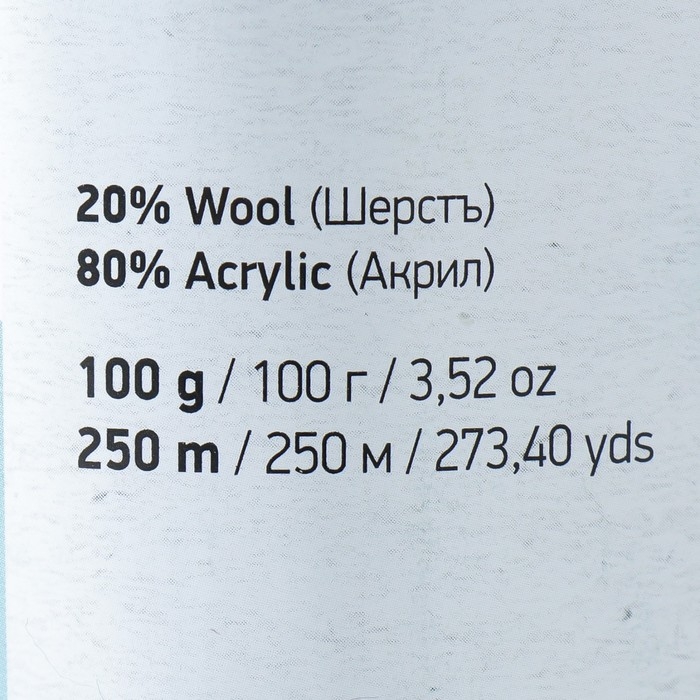 20% Wool (Шерстъ)
80% Acrylic (Акрил)
100 g / 100 г / 3,52 oz
250 m / 250 м / 273,40 yds